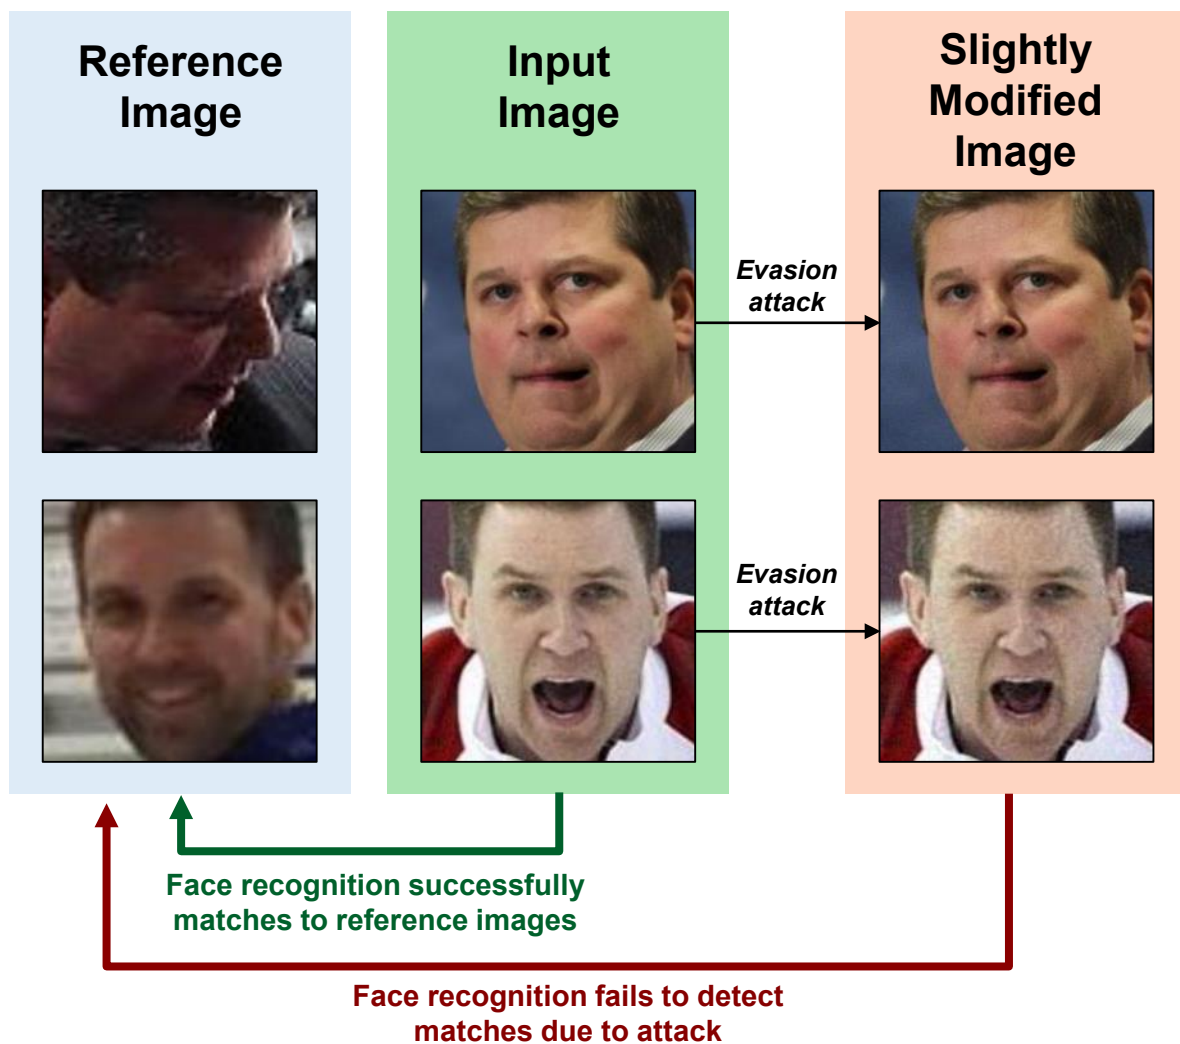 Reference
Image
Input
Image
Slightly
Modified
Image
Evasion
attack
Evasion
attack
Face recognition successfully
matches to reference images
Face recognition fails to detect
matches due to attack